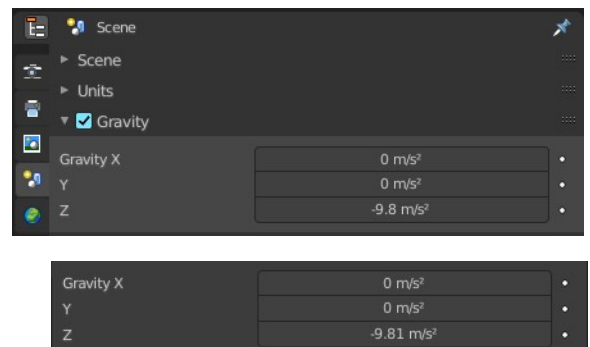 Scene
Scene
Units
Gravity
Gravity X 0 m/s²
Y 0 m/s²
Z -9.8 m/s²
Gravity X 0 m/s²
Y 0 m/s²
Z -9.81 m/s²